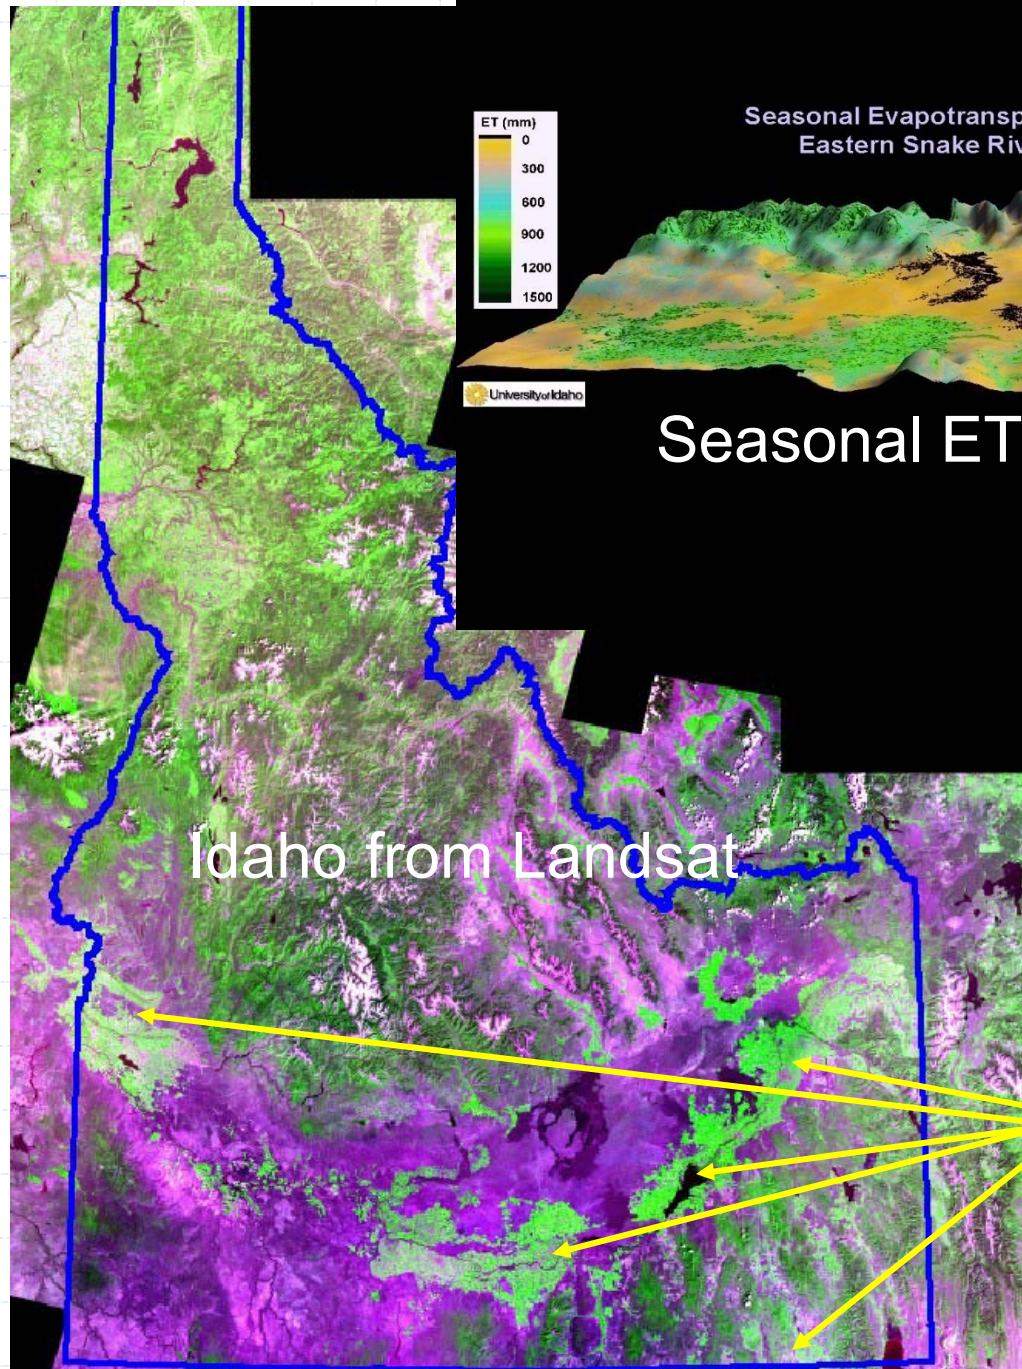 Seasonal Evapotransp
Eastern Snake Riv
ET (mm)
0
300
600
900
1200
1500
University of Idaho
Seasonal ET
Idaho from Landsat